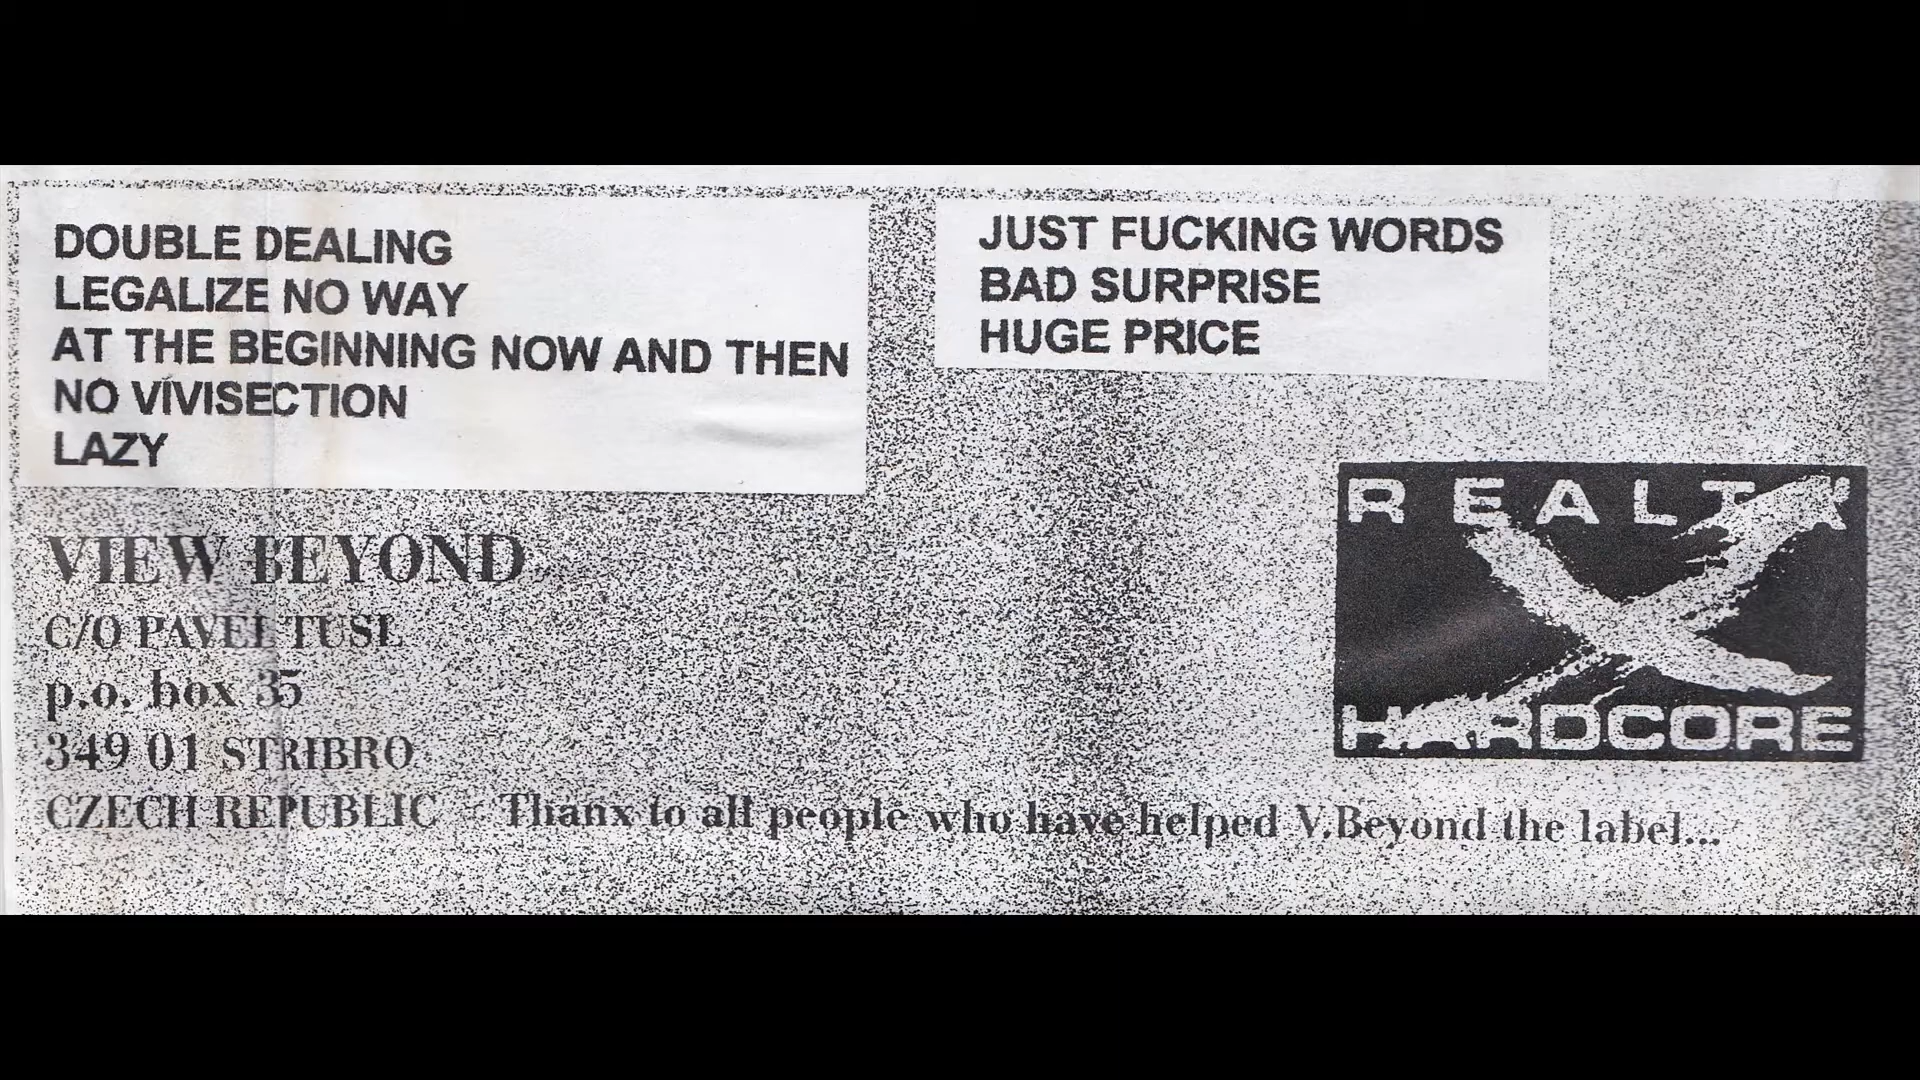 DOUBLE DEALING
LEGALIZE NO WAY
AT THE BEGINNING NOW AND THEN
NO VIVISECTION
LAZY
JUST FUCKING WORDS
BAD SURPRISE
HUGE PRICE
REALTX
HARDCORE
VIEW BEYOND
C/O PAVEL TUSL
p.o. box 35
349 01 STRIBRO
CZECH REPUBLIC
Thanx to all people who have helped V.Beyond the label...